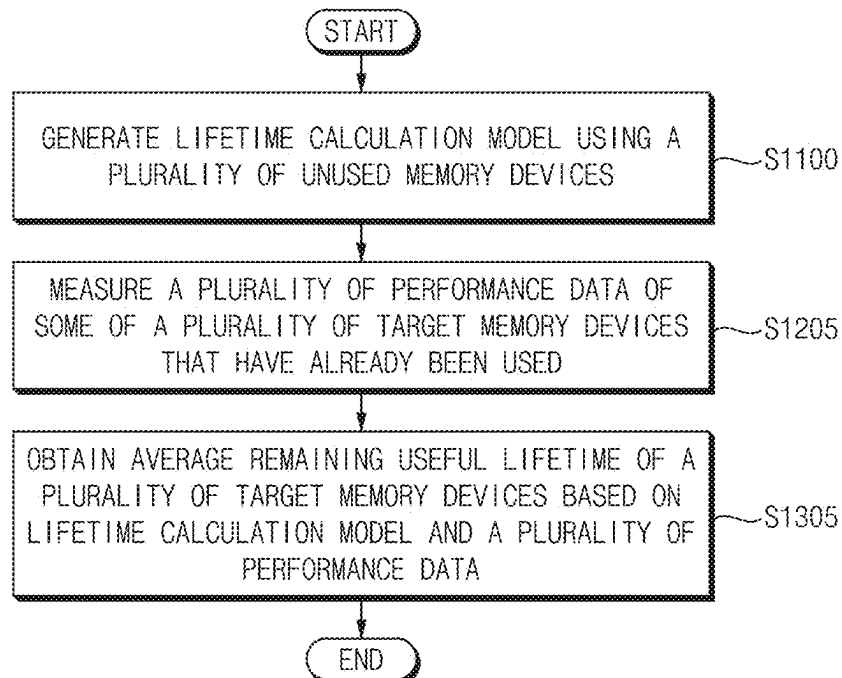 START
GENERATE LIFETIME CALCULATION MODEL USING A
PLURALITY OF UNUSED MEMORY DEVICES
S1100
MEASURE A PLURALITY OF PERFORMANCE DATA OF
SOME OF A PLURALITY OF TARGET MEMORY DEVICES
THAT HAVE ALREADY BEEN USED
S1205
OBTAIN AVERAGE REMAINING USEFUL LIFETIME OF A
PLURALITY OF TARGET MEMORY DEVICES BASED ON
LIFETIME CALCULATION MODEL AND A PLURALITY OF
PERFORMANCE DATA
S1305
END